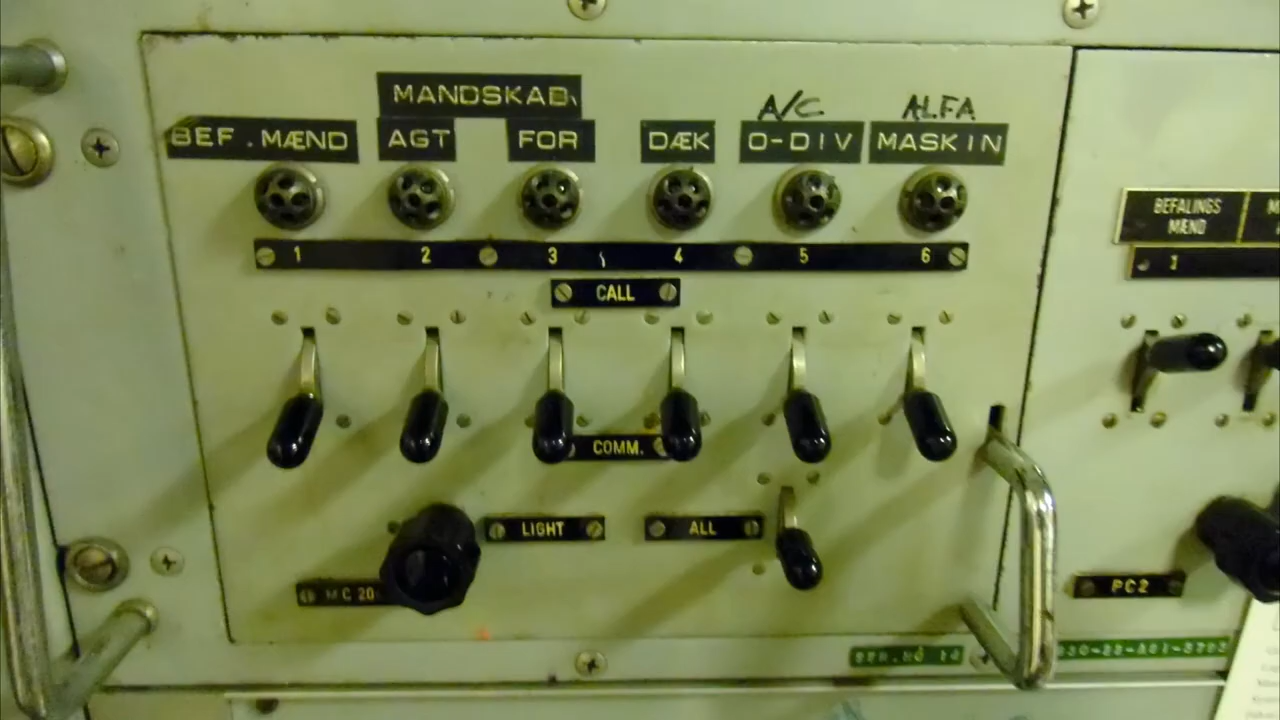 MANDSKAB
A/C ALFA
BEF. MÆND AGT FOR DÆK O-DIV MASKIN
1 2 3 4 5 6
CALL
COMM.
LIGHT ALL
MC 20
BEFALINGS
MÆND
1
PC2